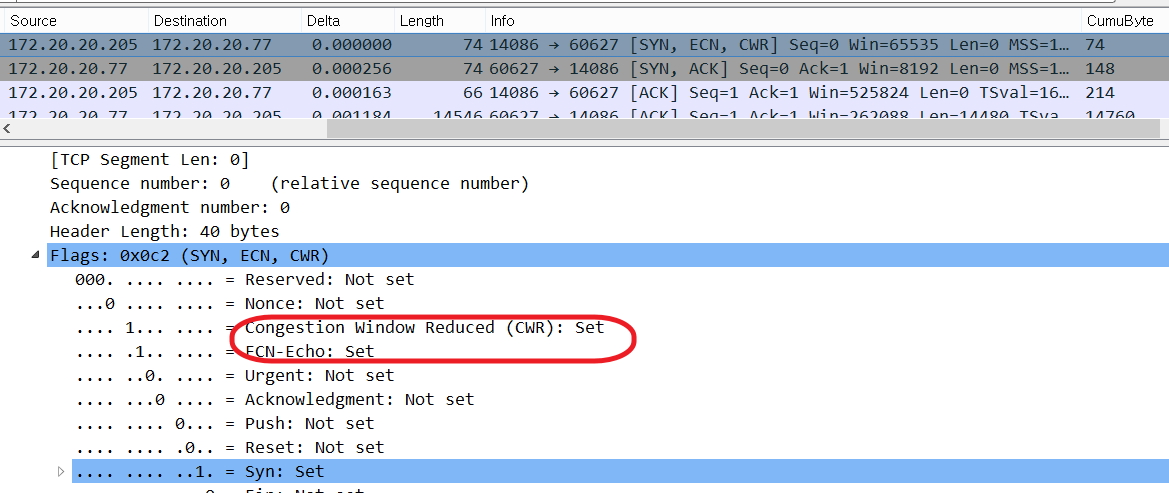 Source Destination Delta Length Info CumuByte
172.20.20.205 172.20.20.77 0.000000 74 14086 → 60627 [SYN, ECN, CWR] Seq=0 Win=65535 Len=0 MSS=1… 74
172.20.20.77 172.20.20.205 0.000256 74 60627 → 14086 [SYN, ACK] Seq=0 Ack=1 Win=8192 Len=0 MSS=1… 148
172.20.20.205 172.20.20.77 0.000163 66 14086 → 60627 [ACK] Seq=1 Ack=1 Win=525824 Len=0 TSval=16… 214
172.20.20.77 172.20.20.205 0.001184 14546 60627 → 14086 [ACK] Seq=1 Ack=1 Win=262088 Len=14480 TSva… 14760
[TCP Segment Len: 0]
Sequence number: 0 (relative sequence number)
Acknowledgment number: 0
Header Length: 40 bytes
Flags: 0x0c2 (SYN, ECN, CWR)
000. .... .... = Reserved: Not set
...0 .... .... = Nonce: Not set
.... 1... .... = Congestion Window Reduced (CWR): Set
.... .1.. .... = ECN-Echo: Set
.... ..0. .... = Urgent: Not set
.... ...0 .... = Acknowledgment: Not set
.... .... 0... = Push: Not set
.... .... .0.. = Reset: Not set
.... .... ..1. = Syn: Set
.... .... ...0 = Fin: Not set